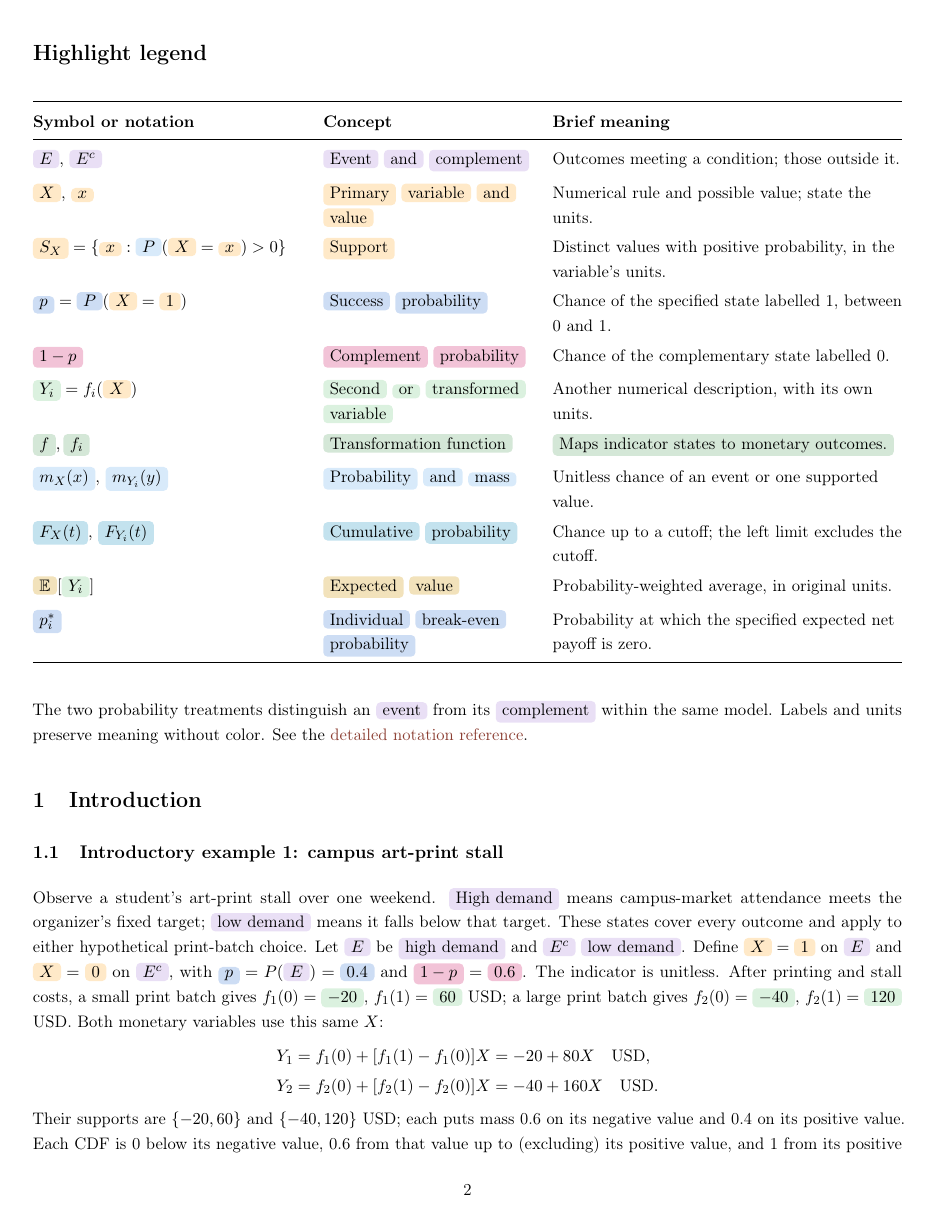 Highlight legend
Symbol or notation Concept Brief meaning
E , Eᶜ Event and complement Outcomes meeting a condition; those outside it.
X , x Primary variable and value Numerical rule and possible value; state the units.
S_X = { x : P ( X = x ) > 0} Support Distinct values with positive probability, in the variable's units.
p = P ( X = 1 ) Success probability Chance of the specified state labelled 1, between 0 and 1.
1 − p Complement probability Chance of the complementary state labelled 0.
Y_i = f_i( X ) Second or transformed variable Another numerical description, with its own units.
f , f_i Transformation function Maps indicator states to monetary outcomes.
m_X(x) , m_{Y_i}(y) Probability and mass Unitless chance of an event or one supported value.
F_X(t) , F_{Y_i}(t) Cumulative probability Chance up to a cutoff; the left limit excludes the cutoff.
𝔼 [ Y_i ] Expected value Probability-weighted average, in original units.
p_i^* Individual break-even probability Probability at which the specified expected net payoff is zero.
The two probability treatments distinguish an event from its complement within the same model. Labels and units
preserve meaning without color. See the detailed notation reference.
1 Introduction
1.1 Introductory example 1: campus art-print stall
Observe a student's art-print stall over one weekend. High demand means campus-market attendance meets the
organizer's fixed target; low demand means it falls below that target. These states cover every outcome and apply to
either hypothetical print-batch choice. Let E be high demand and Eᶜ low demand . Define X = 1 on E and
X = 0 on Eᶜ , with p = P( E ) = 0.4 and 1 − p = 0.6 . The indicator is unitless. After printing and stall
costs, a small print batch gives f₁(0) = −20 , f₁(1) = 60 USD; a large print batch gives f₂(0) = −40 , f₂(1) = 120
USD. Both monetary variables use this same X:
Y₁ = f₁(0) + [f₁(1) − f₁(0)]X = −20 + 80X USD,
Y₂ = f₂(0) + [f₂(1) − f₂(0)]X = −40 + 160X USD.
Their supports are {−20, 60} and {−40, 120} USD; each puts mass 0.6 on its negative value and 0.4 on its positive value.
Each CDF is 0 below its negative value, 0.6 from that value up to (excluding) its positive value, and 1 from its positive
2